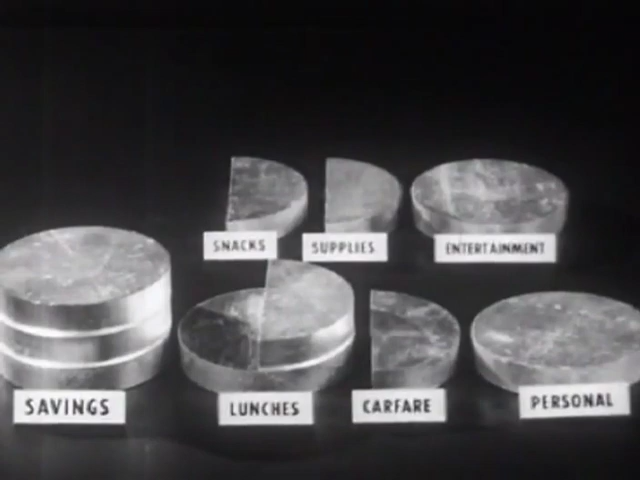 SNACKS
SUPPLIES
ENTERTAINMENT
SAVINGS
LUNCHES
CARFARE
PERSONAL